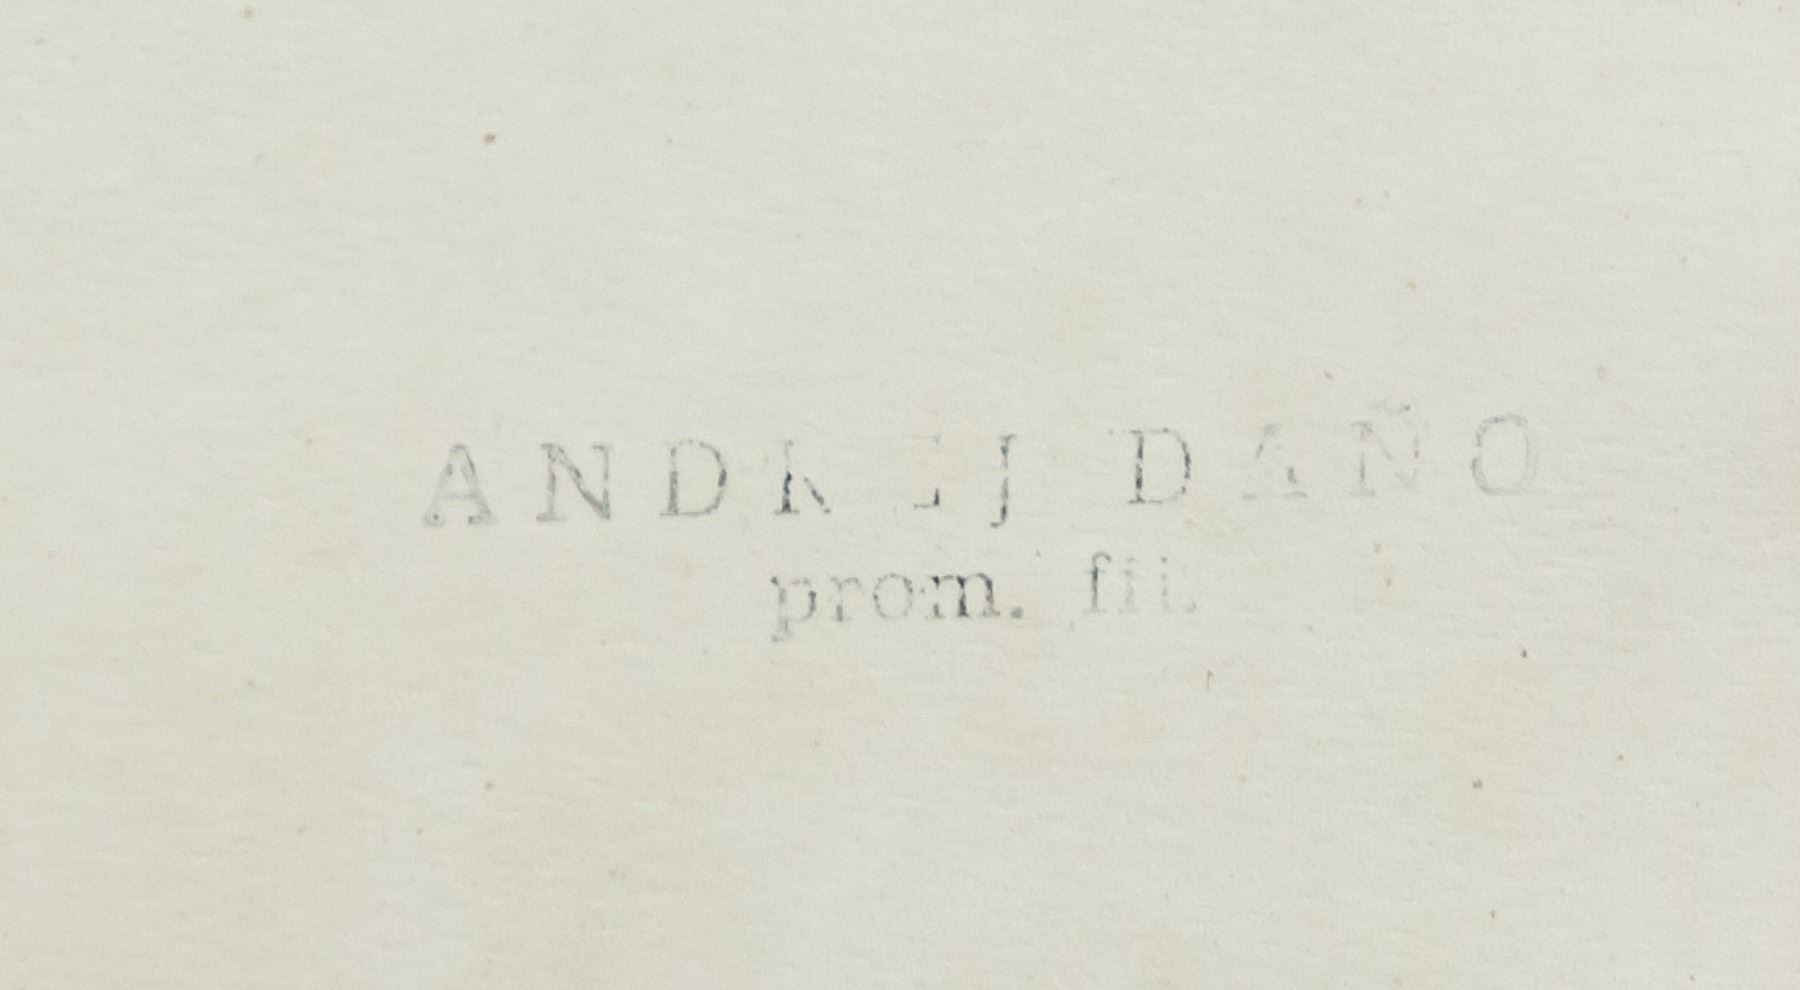 ANDREJ DAŇO
prom. fil.